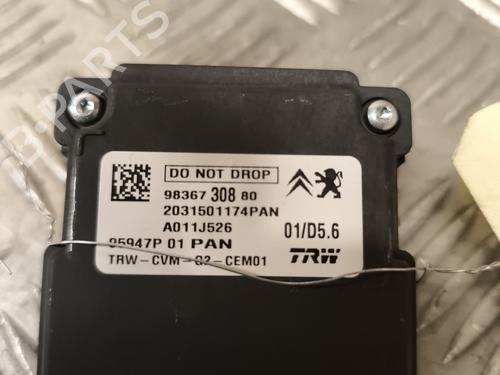 DO NOT DROP
98367 308 80
2031501174PAN
A011J526 01/D5.6
95947P 01 PAN
TRW-CVM-G2-CEM01 TRW